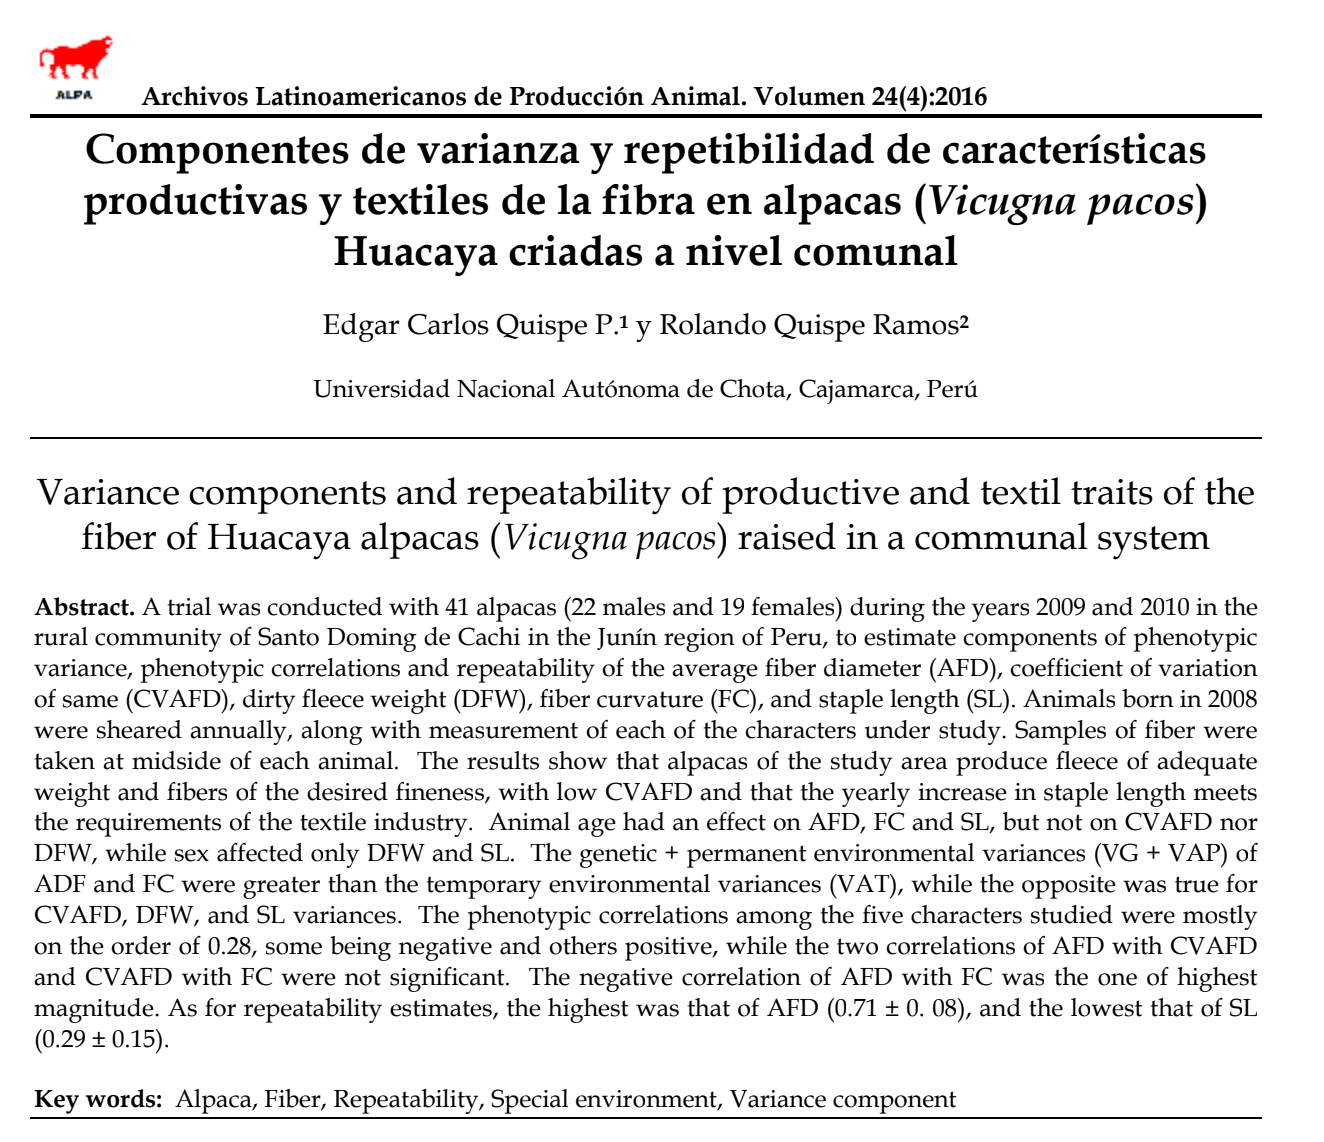 ALPA
Archivos Latinoamericanos de Producción Animal. Volumen 24(4):2016
Componentes de varianza y repetibilidad de características
productivas y textiles de la fibra en alpacas (Vicugna pacos)
Huacaya criadas a nivel comunal
Edgar Carlos Quispe P.¹ y Rolando Quispe Ramos²
Universidad Nacional Autónoma de Chota, Cajamarca, Perú
Variance components and repeatability of productive and textil traits of the
fiber of Huacaya alpacas (Vicugna pacos) raised in a communal system
Abstract. A trial was conducted with 41 alpacas (22 males and 19 females) during the years 2009 and 2010 in the
rural community of Santo Doming de Cachi in the Junín region of Peru, to estimate components of phenotypic
variance, phenotypic correlations and repeatability of the average fiber diameter (AFD), coefficient of variation
of same (CVAFD), dirty fleece weight (DFW), fiber curvature (FC), and staple length (SL). Animals born in 2008
were sheared annually, along with measurement of each of the characters under study. Samples of fiber were
taken at midside of each animal.  The results show that alpacas of the study area produce fleece of adequate
weight and fibers of the desired fineness, with low CVAFD and that the yearly increase in staple length meets
the requirements of the textile industry.  Animal age had an effect on AFD, FC and SL, but not on CVAFD nor
DFW, while sex affected only DFW and SL.  The genetic + permanent environmental variances (VG + VAP) of
ADF and FC were greater than the temporary environmental variances (VAT), while the opposite was true for
CVAFD, DFW, and SL variances.  The phenotypic correlations among the five characters studied were mostly
on the order of 0.28, some being negative and others positive, while the two correlations of AFD with CVAFD
and CVAFD with FC were not significant.  The negative correlation of AFD with FC was the one of highest
magnitude. As for repeatability estimates, the highest was that of AFD (0.71 ± 0. 08), and the lowest that of SL
(0.29 ± 0.15).
Key words:  Alpaca, Fiber, Repeatability, Special environment, Variance component